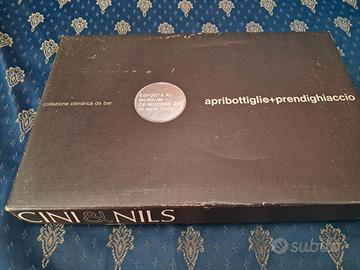 collezione cilindrica da bar
ESPOSTA AL
MUSEUM
OF MODERN ART
DI NEW YORK
apribottiglie+prendighiaccio
CINI & NILS
subito